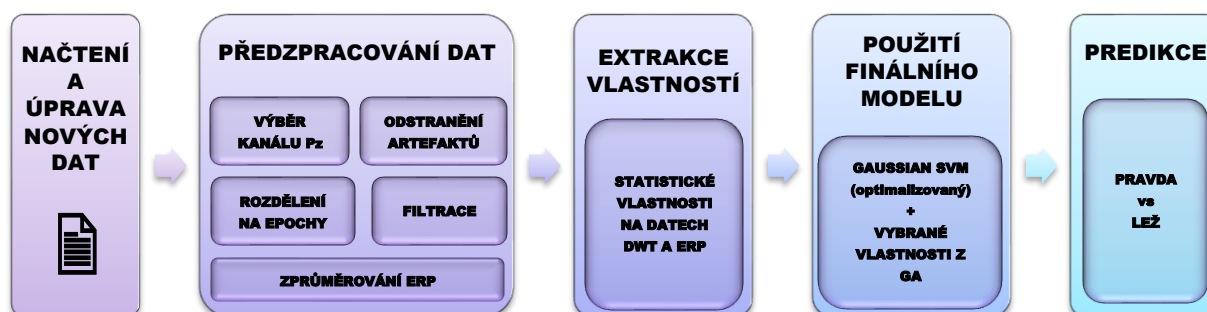 NAČTENÍ
A
ÚPRAVA
NOVÝCH
DAT
PŘEDZPRACOVÁNÍ DAT
VÝBĚR
KANÁLU Pz
ODSTRANĚNÍ
ARTEFAKTŮ
ROZDĚLENÍ
NA EPOCHY
FILTRACE
ZPRŮMĚROVÁNÍ ERP
EXTRAKCE
VLASTNOSTÍ
STATISTICKÉ
VLASTNOSTI
NA DATECH
DWT A ERP
POUŽITÍ
FINÁLNÍHO
MODELU
GAUSSIAN SVM
(optimalizovaný)
+
VYBRANÉ
VLASTNOSTI Z
GA
PREDIKCE
PRAVDA
vs
LEŽ